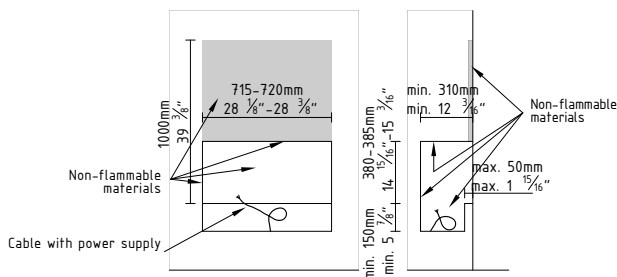 715-720mm
28 ⅛"-28 ⅜"
1000mm
39 ⅜"
Non-flammable
materials
Cable with power supply
380-385mm
14 15/16"-15 3/16"
min. 150mm
min. 5 ⅞"
min. 310mm
min. 12 3/16"
Non-flammable
materials
max. 50mm
max. 1 15/16"